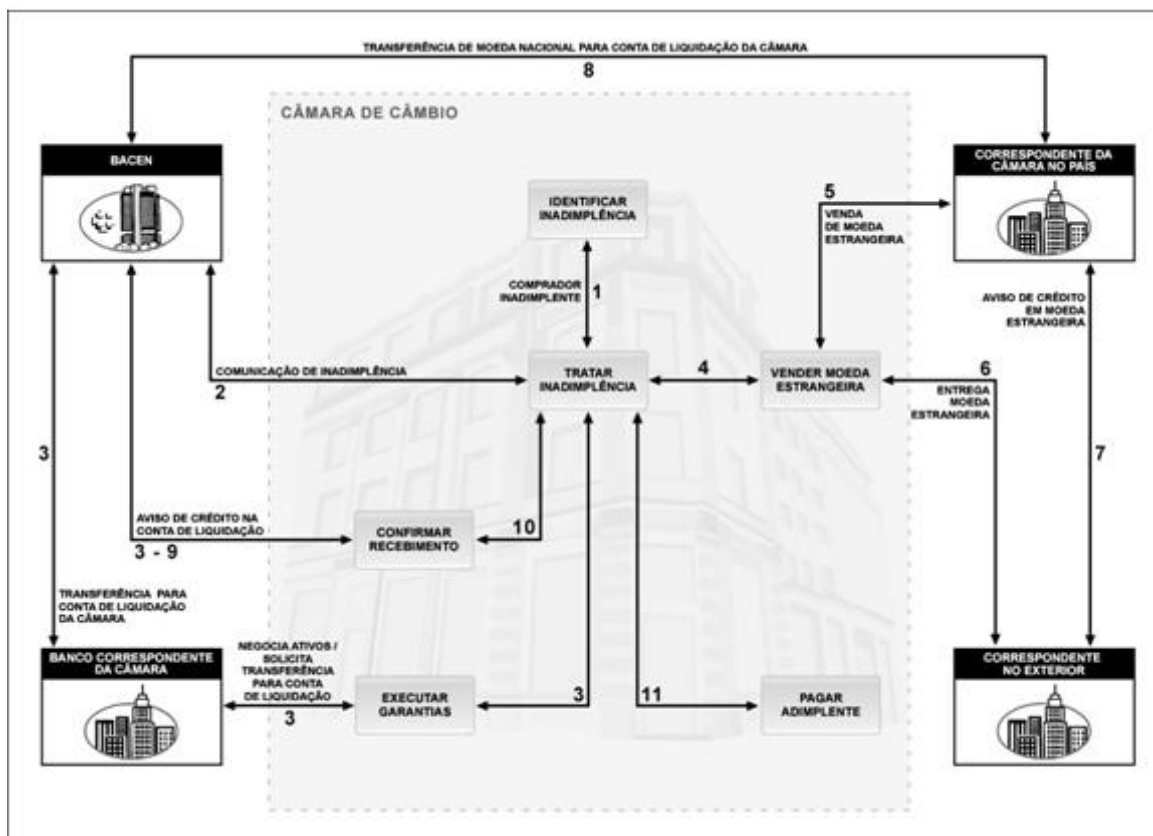 TRANSFERÊNCIA DE MOEDA NACIONAL PARA CONTA DE LIQUIDAÇÃO DA CÂMARA
8
CÂMARA DE CÂMBIO
BACEN
CORRESPONDENTE DA
CÂMARA NO PAÍS
IDENTIFICAR
INADIMPLÊNCIA
5
VENDA
DE MOEDA
ESTRANGEIRA
COMPRADOR
INADIMPLENTE
1
AVISO DE CRÉDITO
EM MOEDA
ESTRANGEIRA
COMUNICAÇÃO DE INADIMPLÊNCIA
2
TRATAR
INADIMPLÊNCIA
4
VENDER MOEDA
ESTRANGEIRA
6
ENTREGA
MOEDA
ESTRANGEIRA
3
7
AVISO DE CRÉDITO NA
CONTA DE LIQUIDAÇÃO
3 - 9
CONFIRMAR
RECEBIMENTO
10
TRANSFERÊNCIA PARA
CONTA DE LIQUIDAÇÃO
DA CÂMARA
BANCO CORRESPONDENTE
DA CÂMARA
NEGOCIA ATIVOS /
SOLICITA
TRANSFERÊNCIA
PARA CONTA
DE LIQUIDAÇÃO
3
EXECUTAR
GARANTIAS
3
11
PAGAR
ADIMPLENTE
CORRESPONDENTE
NO EXTERIOR